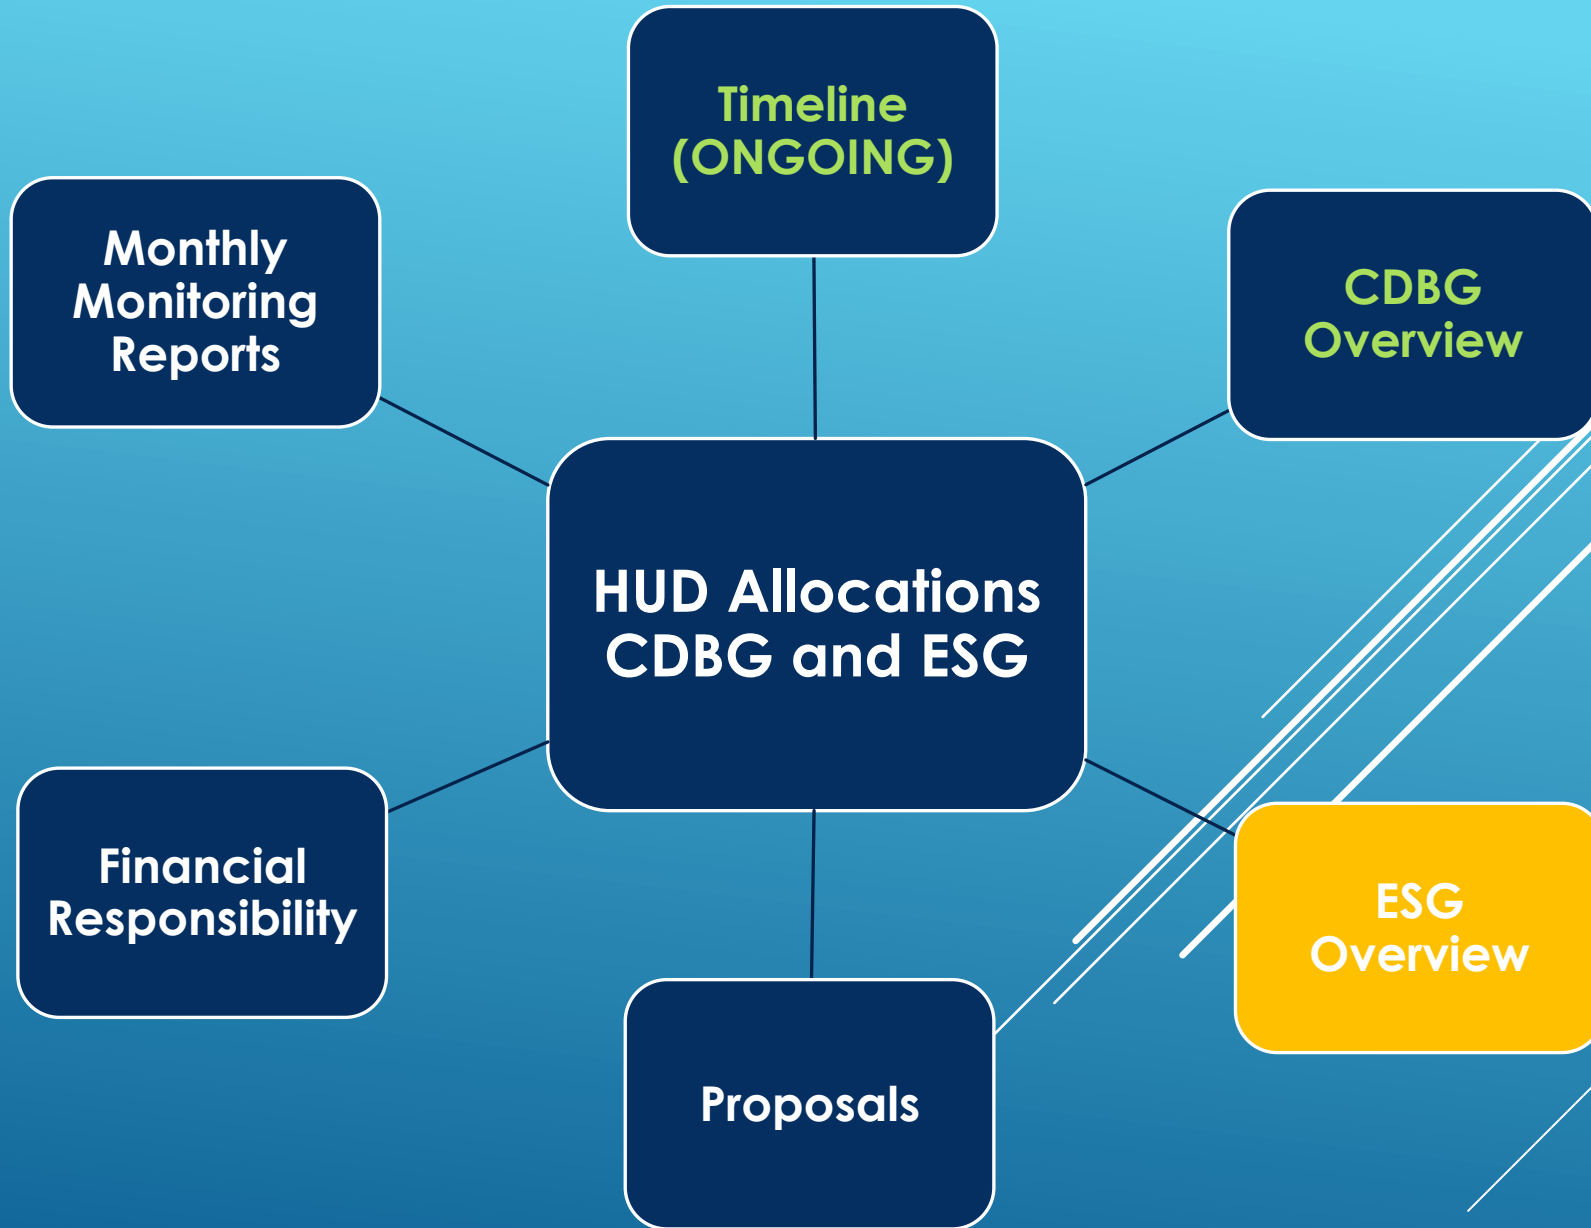 Timeline
(ONGOING)
Monthly
Monitoring
Reports
CDBG
Overview
HUD Allocations
CDBG and ESG
Financial
Responsibility
ESG
Overview
Proposals